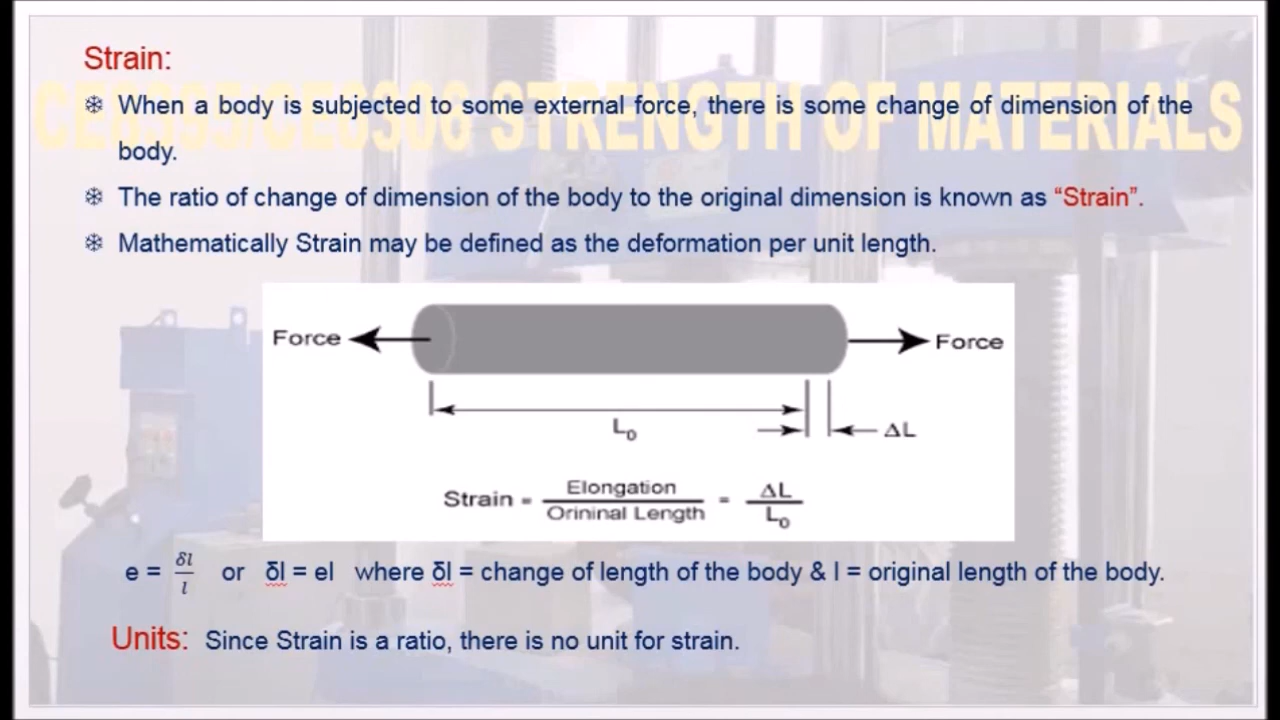 Strain:
CE8395/CE6306 STRENGTH OF MATERIALS
❄ When a body is subjected to some external force, there is some change of dimension of the
body.
❄ The ratio of change of dimension of the body to the original dimension is known as “Strain”.
❄ Mathematically Strain may be defined as the deformation per unit length.
Force Force
L₀ ΔL
Strain = Elongation / Orininal Length = ΔL / L₀
e = δl / l or δl = el where δl = change of length of the body & l = original length of the body.
Units: Since Strain is a ratio, there is no unit for strain.